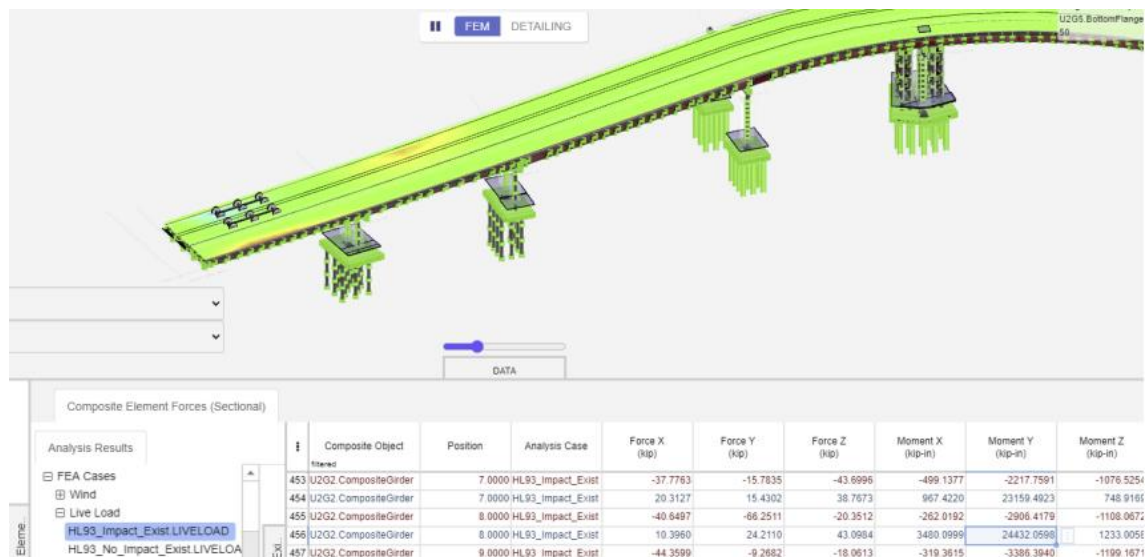 U2G5.BottomFlange
50
FEM DETAILING
DATA
Composite Element Forces (Sectional)
Analysis Results
FEA Cases
Wind
Live Load
HL93_Impact_Exist.LIVELOAD
HL93_No_Impact_Exist.LIVELOA
Eleme...
Exi...
Composite Object Position Analysis Case Force X (kip) Force Y (kip) Force Z (kip) Moment X (kip-in) Moment Y (kip-in) Moment Z (kip-in)
filtered
453 U2G2.CompositeGirder 7.0000 HL93_Impact_Exist -37.7763 -15.7835 -43.6996 -499.1377 -2217.7591 -1076.5254
454 U2G2.CompositeGirder 7.0000 HL93_Impact_Exist 20.3127 15.4302 38.7673 967.4220 23159.4923 748.916
455 U2G2.CompositeGirder 8.0000 HL93_Impact_Exist -40.6497 -66.2511 -20.3512 -262.0192 -2906.4179 -1108.0672
456 U2G2.CompositeGirder 8.0000 HL93_Impact_Exist 10.3960 24.2110 43.0984 3480.0999 24432.0598 1233.005
457 U2G2.CompositeGirder 9.0000 HL93_Impact_Exist -44.3599 -9.2682 -18.0613 -319.3615 -3386.3940 -1199.167